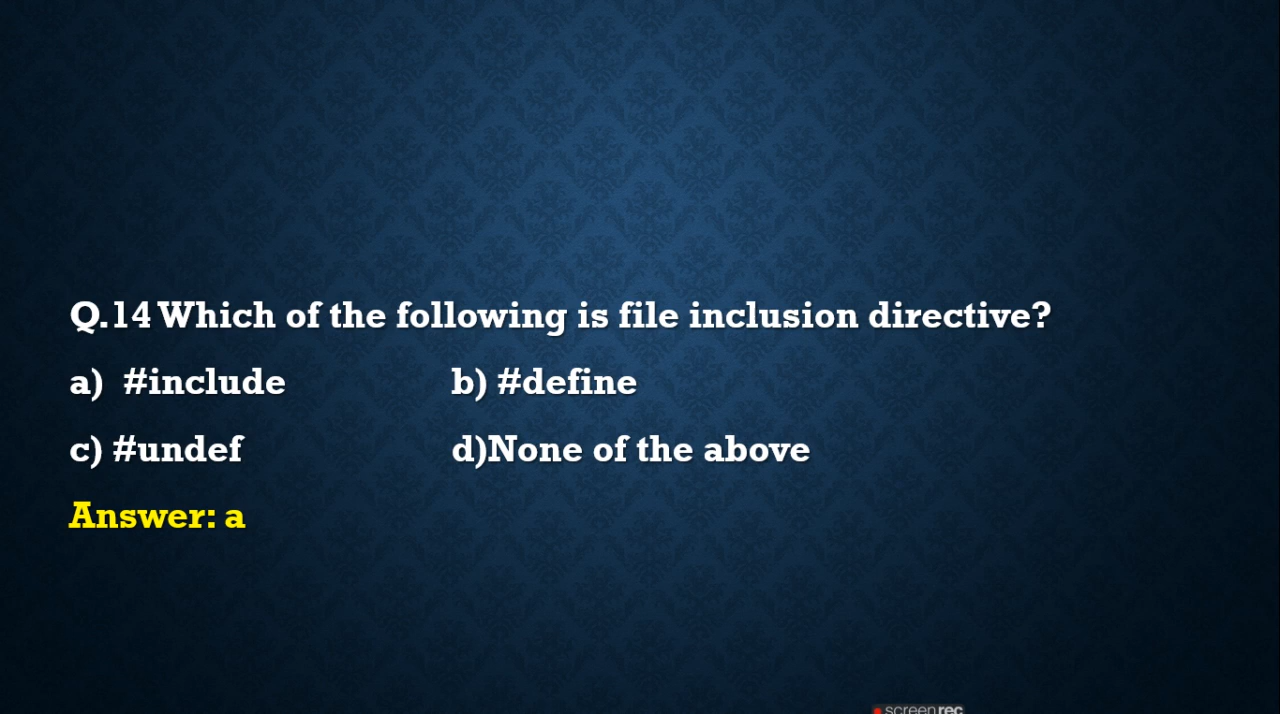 Q.14 Which of the following is file inclusion directive?
a) #include b) #define
c) #undef d)None of the above
Answer: a
screenrec